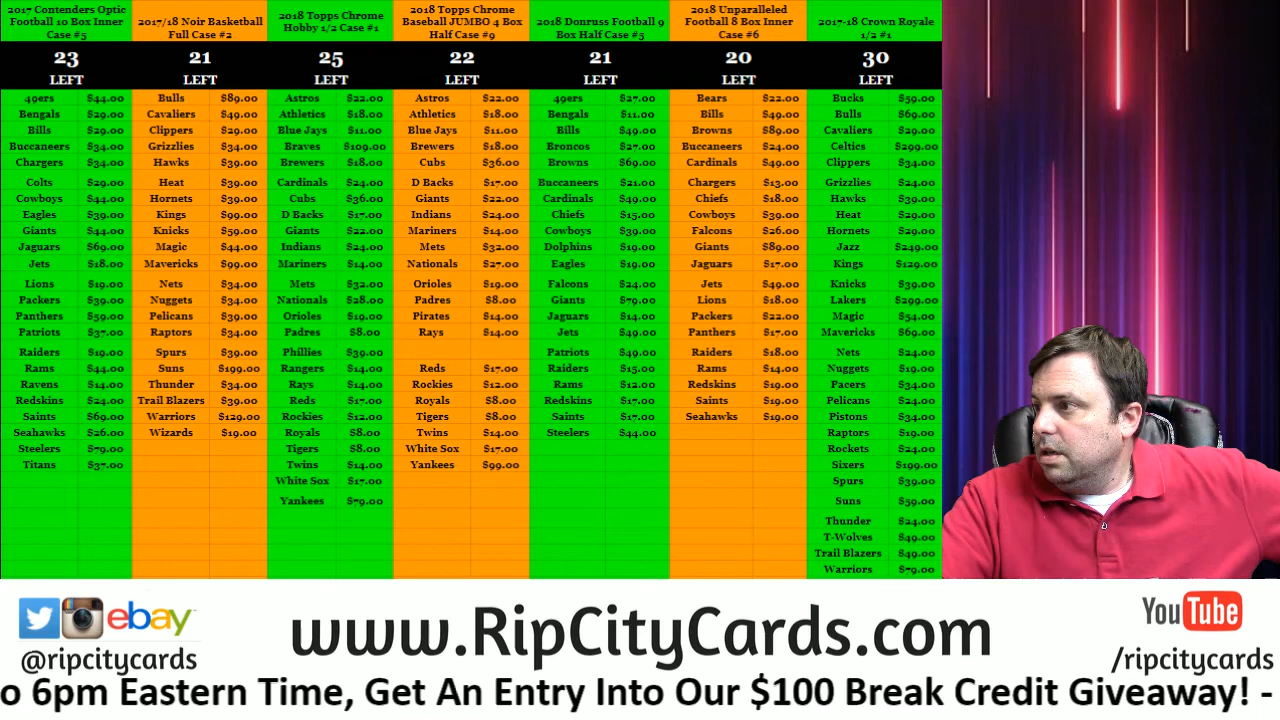 2017 Contenders Optic Football 10 Box Inner Case #5
23
LEFT
49ers $44.00
Bengals $29.00
Bills $29.00
Buccaneers $34.00
Chargers $34.00
Colts $29.00
Cowboys $44.00
Eagles $39.00
Giants $44.00
Jaguars $69.00
Jets $18.00
Lions $19.00
Packers $39.00
Panthers $59.00
Patriots $37.00
Raiders $19.00
Rams $44.00
Ravens $14.00
Redskins $24.00
Saints $69.00
Seahawks $26.00
Steelers $79.00
Titans $37.00
2017/18 Noir Basketball Full Case #2
21
LEFT
Bulls $89.00
Cavaliers $49.00
Clippers $29.00
Grizzlies $34.00
Hawks $39.00
Heat $39.00
Hornets $39.00
Kings $99.00
Knicks $59.00
Magic $44.00
Mavericks $99.00
Nets $34.00
Nuggets $34.00
Pelicans $39.00
Raptors $34.00
Spurs $39.00
Suns $199.00
Thunder $34.00
Trail Blazers $39.00
Warriors $129.00
Wizards $19.00
2018 Topps Chrome Hobby 1/2 Case #1
25
LEFT
Astros $22.00
Athletics $18.00
Blue Jays $11.00
Braves $109.00
Brewers $18.00
Cardinals $24.00
Cubs $36.00
D Backs $17.00
Giants $22.00
Indians $24.00
Mariners $14.00
Mets $32.00
Nationals $28.00
Orioles $19.00
Padres $8.00
Phillies $39.00
Rangers $14.00
Rays $14.00
Reds $17.00
Rockies $12.00
Royals $8.00
Tigers $8.00
Twins $14.00
White Sox $17.00
Yankees $79.00
2018 Topps Chrome Baseball JUMBO 4 Box Half Case #9
22
LEFT
Astros $22.00
Athletics $18.00
Blue Jays $11.00
Brewers $18.00
Cubs $36.00
D Backs $17.00
Giants $22.00
Indians $24.00
Mariners $14.00
Mets $32.00
Nationals $27.00
Orioles $19.00
Padres $8.00
Pirates $14.00
Rays $14.00
Reds $17.00
Rockies $12.00
Royals $8.00
Tigers $8.00
Twins $14.00
White Sox $17.00
Yankees $99.00
2018 Donruss Football 9 Box Half Case #5
21
LEFT
49ers $27.00
Bengals $11.00
Bills $49.00
Broncos $27.00
Browns $69.00
Buccaneers $21.00
Cardinals $49.00
Chiefs $15.00
Cowboys $39.00
Dolphins $19.00
Eagles $19.00
Falcons $24.00
Giants $79.00
Jaguars $14.00
Jets $49.00
Patriots $49.00
Raiders $15.00
Rams $12.00
Redskins $17.00
Saints $17.00
Steelers $44.00
2018 Unparalleled Football 8 Box Inner Case #6
20
LEFT
Bears $22.00
Bills $49.00
Browns $89.00
Buccaneers $24.00
Cardinals $49.00
Chargers $13.00
Chiefs $18.00
Cowboys $39.00
Falcons $26.00
Giants $89.00
Jaguars $17.00
Jets $49.00
Lions $18.00
Packers $22.00
Panthers $17.00
Raiders $18.00
Rams $14.00
Redskins $19.00
Saints $19.00
Seahawks $19.00
2017-18 Crown Royale 1/2 #1
30
LEFT
Bucks $59.00
Bulls $69.00
Cavaliers $29.00
Celtics $299.00
Clippers $34.00
Grizzlies $24.00
Hawks $39.00
Heat $29.00
Hornets $29.00
Jazz $249.00
Kings $129.00
Knicks $39.00
Lakers $299.00
Magic $54.00
Mavericks $69.00
Nets $24.00
Nuggets $19.00
Pacers $34.00
Pelicans $24.00
Pistons $34.00
Raptors $19.00
Rockets $24.00
Sixers $199.00
Spurs $39.00
Suns $59.00
Thunder $24.00
T-Wolves $49.00
Trail Blazers $49.00
Warriors $79.00
ebay
@ripcitycards
www.RipCityCards.com
YouTube
/ripcitycards
o 6pm Eastern Time, Get An Entry Into Our $100 Break Credit Giveaway! -